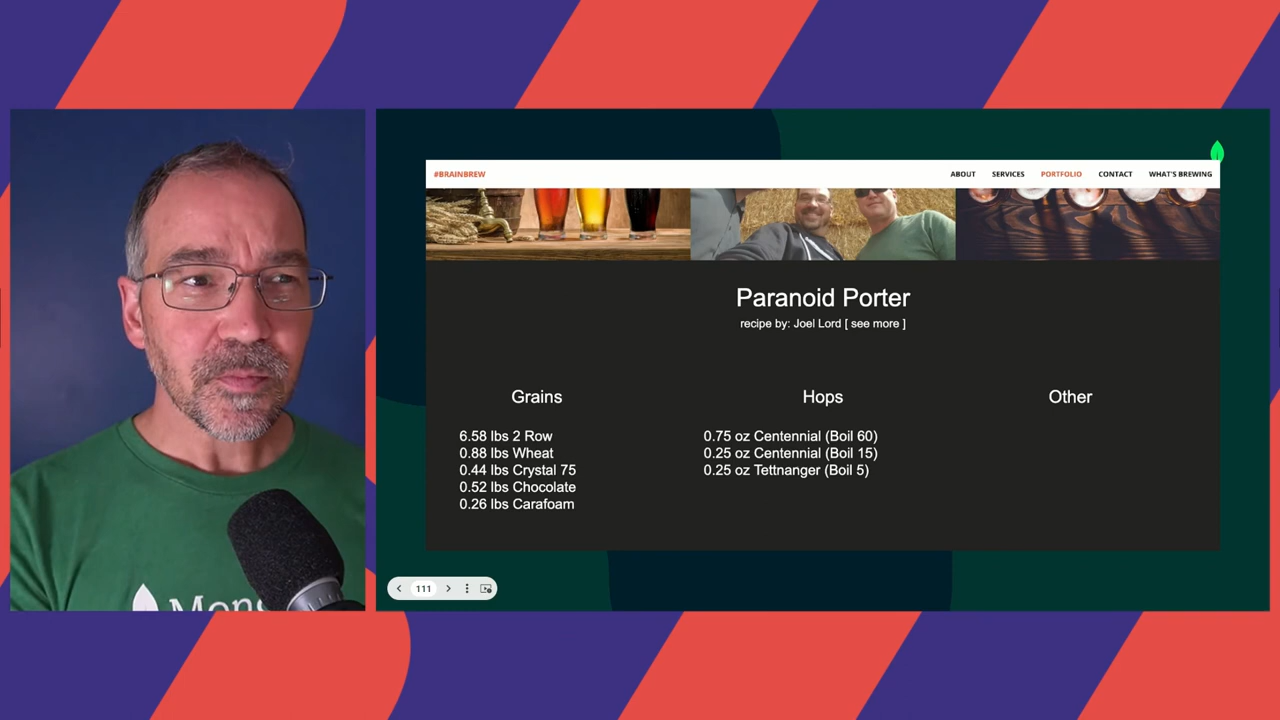 #BRAINBREW
ABOUT SERVICES PORTFOLIO CONTACT WHAT'S BREWING
Paranoid Porter
recipe by: Joel Lord [ see more ]
Grains
6.58 lbs 2 Row
0.88 lbs Wheat
0.44 lbs Crystal 75
0.52 lbs Chocolate
0.26 lbs Carafoam
Hops
0.75 oz Centennial (Boil 60)
0.25 oz Centennial (Boil 15)
0.25 oz Tettnanger (Boil 5)
Other
111